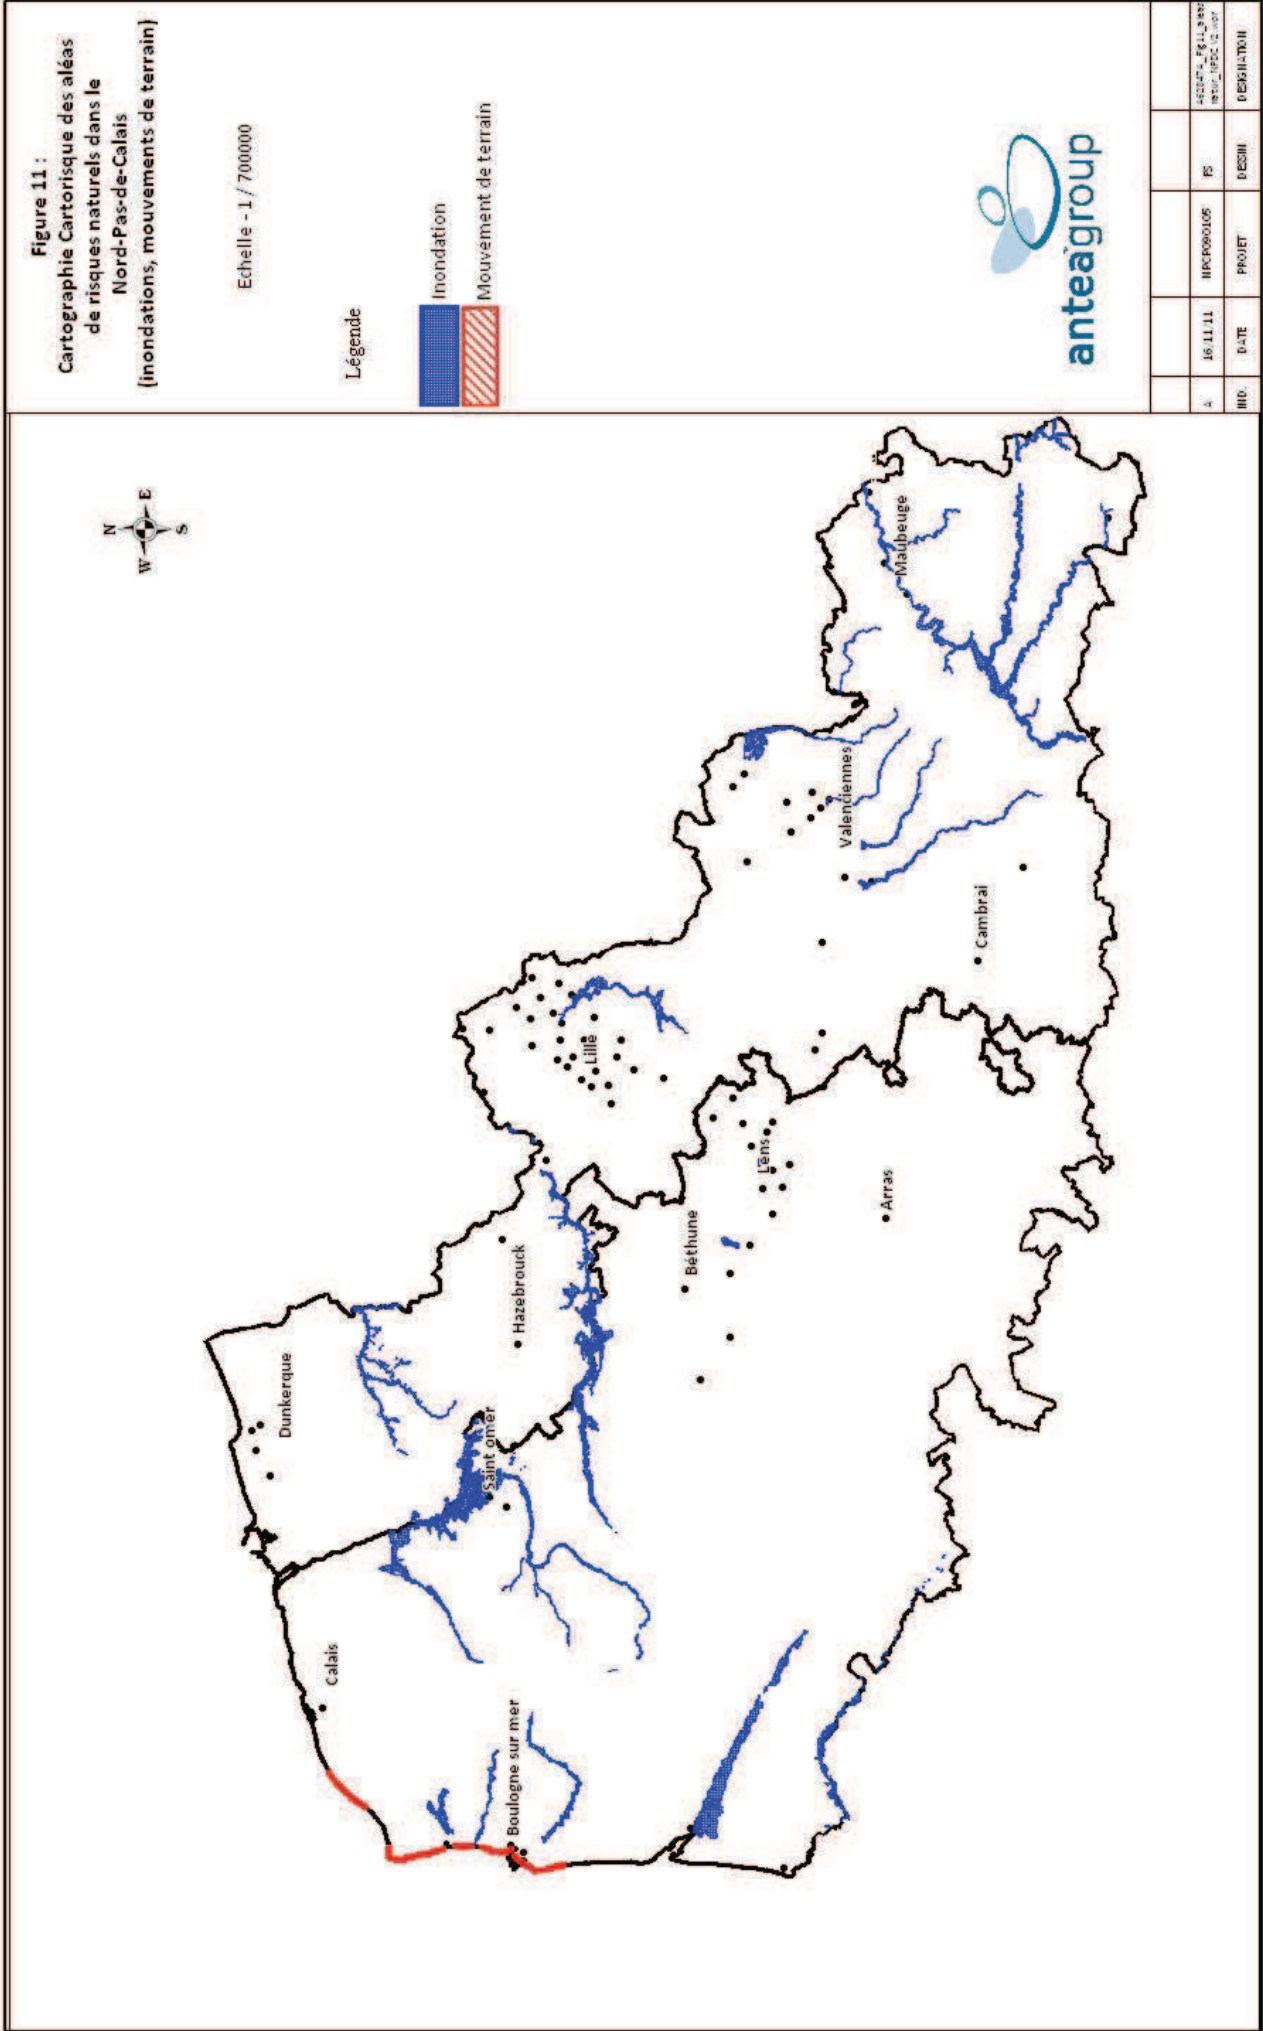 Figure 11 :
Cartographie Cartorisque des aléas
de risques naturels dans le
Nord-Pas-de-Calais
(inondations, mouvements de terrain)
Echelle - 1 / 700000
Légende
Inondation
Mouvement de terrain
anteagroup
A
16/11/11
NPCP090105
FS
IND.
DATE
PROJET
DESSIN
DESIGNATION
N
W
E
S
Dunkerque
Calais
Saint omer
Hazebrouck
Boulogne sur mer
Lille
Béthune
Lens
Arras
Valenciennes
Cambrai
Maubeuge